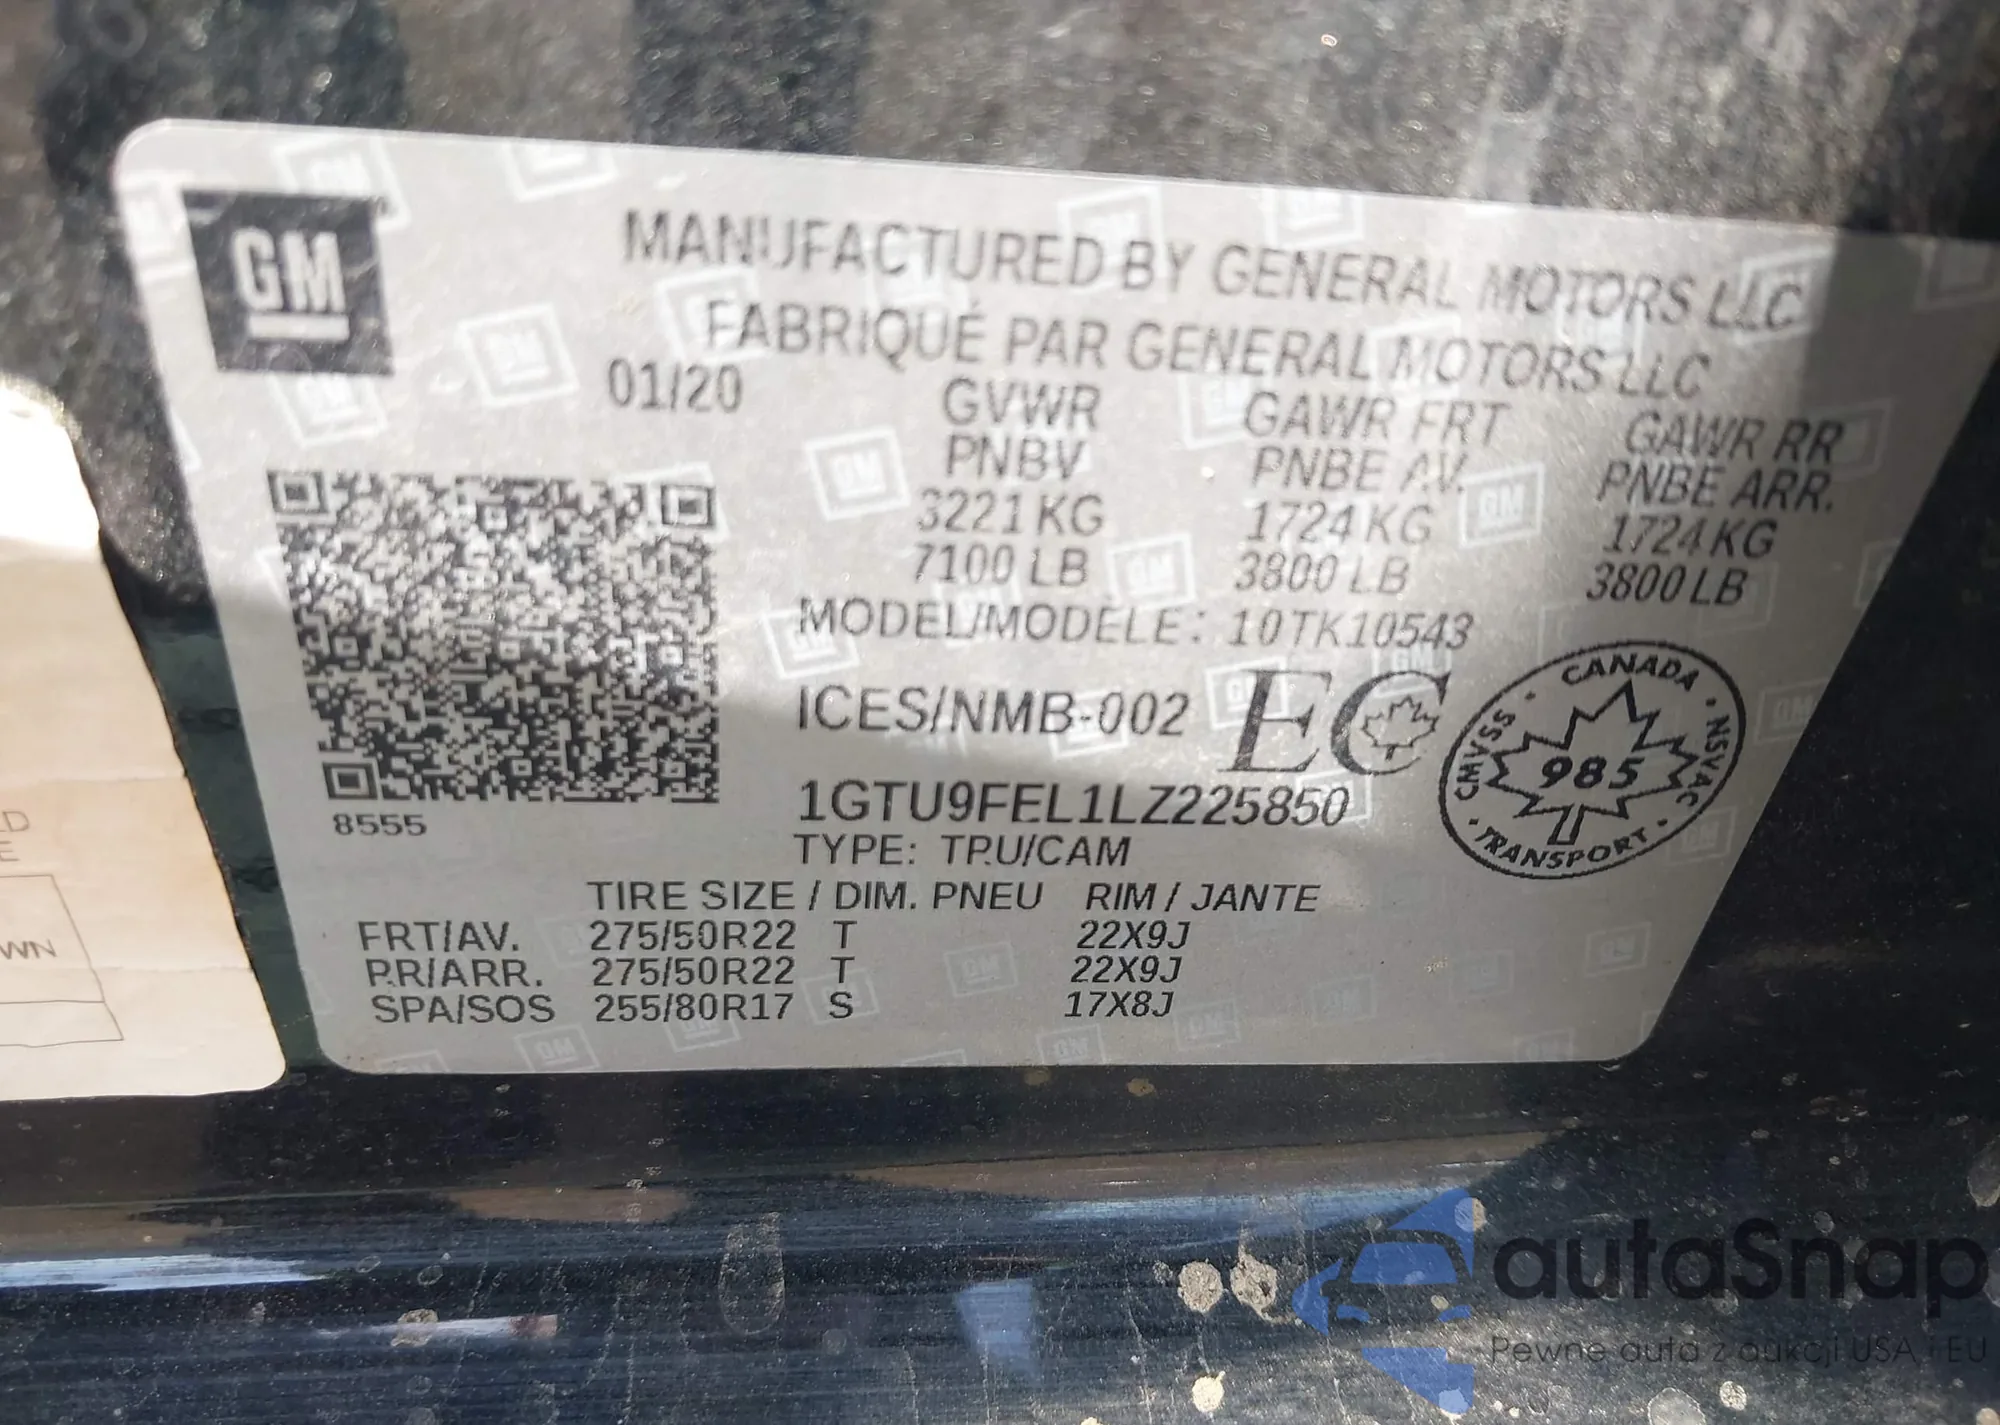 GM
MANUFACTURED BY GENERAL MOTORS LLC
FABRIQUÉ PAR GENERAL MOTORS LLC
01/20
GVWR GAWR FRT GAWR RR
PNBV PNBE AV. PNBE ARR.
3221 KG 1724 KG 1724 KG
7100 LB 3800 LB 3800 LB
MODEL/MODÈLE: 10TK10543
ICES/NMB-002 EC
CANADA
CMVSS 985 NSVAC
TRANSPORT
1GTU9FEL1LZ225850
8555
TYPE: TRU/CAM
TIRE SIZE / DIM. PNEU RIM / JANTE
FRT/AV. 275/50R22 T 22X9J
RR/ARR. 275/50R22 T 22X9J
SPA/SOS 255/80R17 S 17X8J
LD
E
WN
autaSnap
Pewne auta z aukcji USA i EU